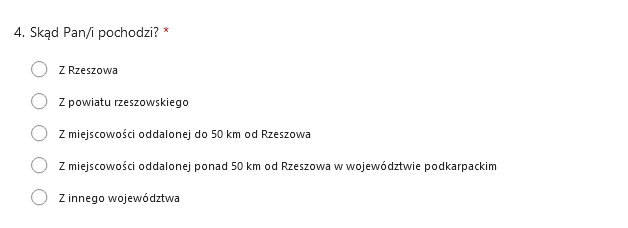 4. Skąd Pan/i pochodzi? *
Z Rzeszowa
Z powiatu rzeszowskiego
Z miejscowości oddalonej do 50 km od Rzeszowa
Z miejscowości oddalonej ponad 50 km od Rzeszowa w województwie podkarpackim
Z innego województwa